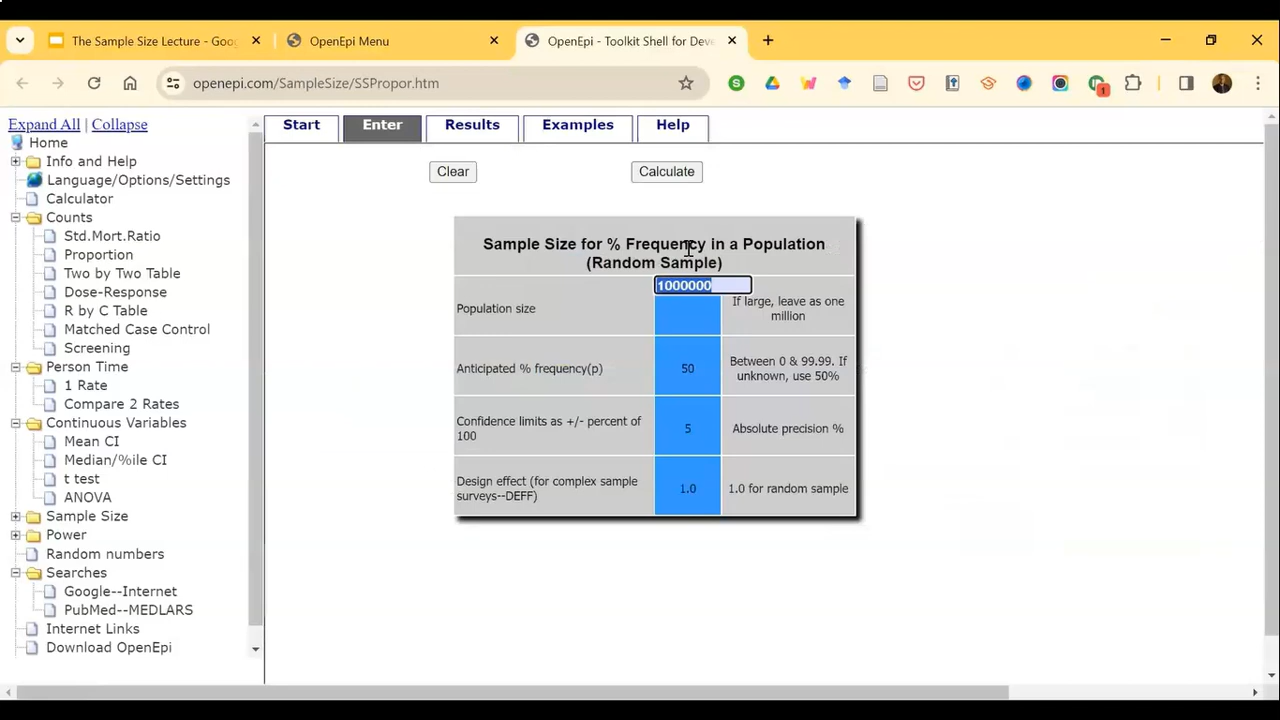 The Sample Size Lecture - Goo
OpenEpi Menu
OpenEpi - Toolkit Shell for Deve
openepi.com/SampleSize/SSPropor.htm
1
Expand All | Collapse
Home
Info and Help
Language/Options/Settings
Calculator
Counts
Std.Mort.Ratio
Proportion
Two by Two Table
Dose-Response
R by C Table
Matched Case Control
Screening
Person Time
1 Rate
Compare 2 Rates
Continuous Variables
Mean CI
Median/%ile CI
t test
ANOVA
Sample Size
Power
Random numbers
Searches
Google--Internet
PubMed--MEDLARS
Internet Links
Download OpenEpi
Start Enter Results Examples Help
Clear Calculate
Sample Size for % Frequency in a Population
(Random Sample)
1000000
Population size
If large, leave as one
million
Anticipated % frequency(p)
50
Between 0 & 99.99. If
unknown, use 50%
Confidence limits as +/- percent of
100
5
Absolute precision %
Design effect (for complex sample
surveys--DEFF)
1.0
1.0 for random sample